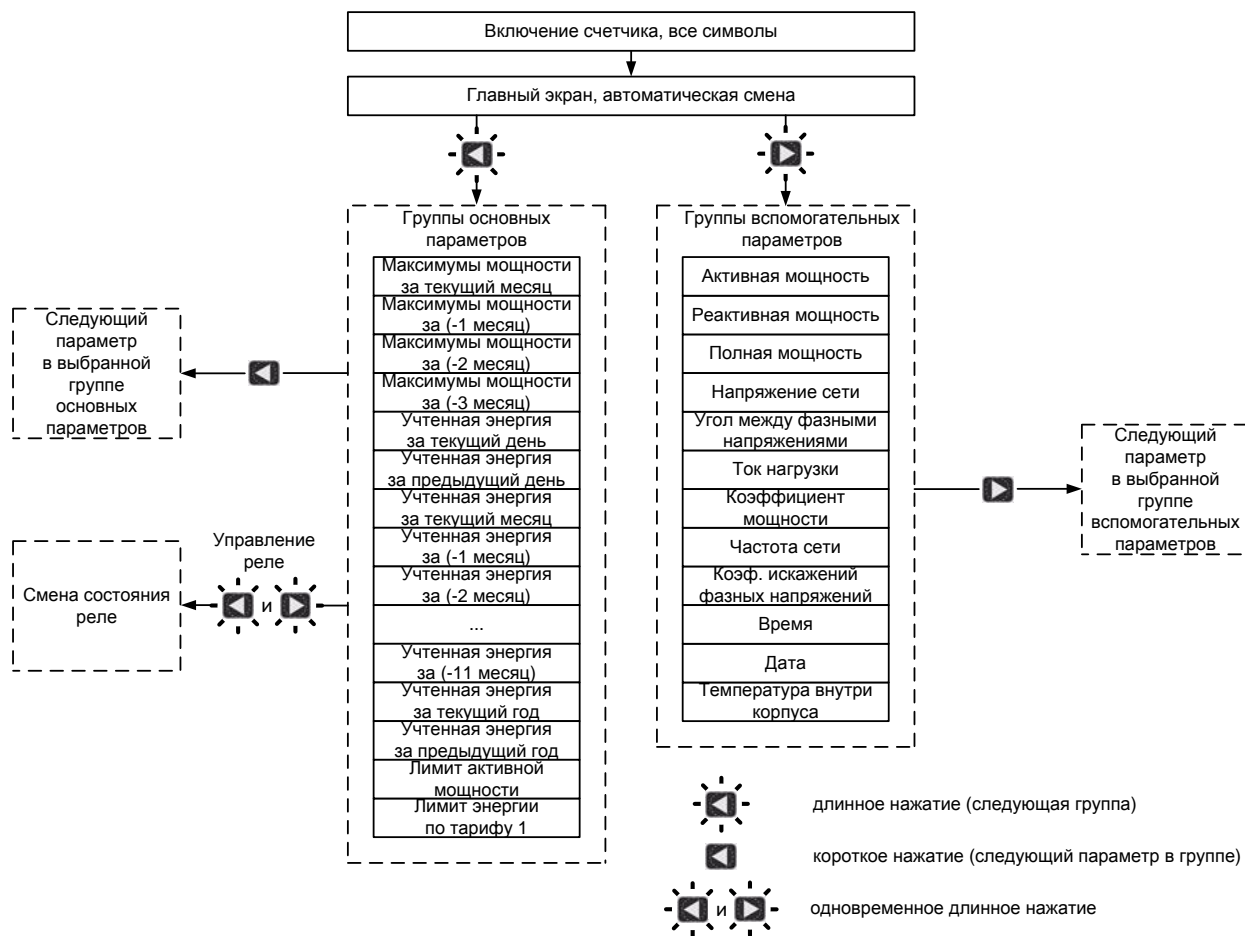 Включение счетчика, все символы
Главный экран, автоматическая смена
Группы основных
параметров
Максимумы мощности
за текущий месяц
Максимумы мощности
за (-1 месяц)
Максимумы мощности
за (-2 месяц)
Максимумы мощности
за (-3 месяц)
Учтенная энергия
за текущий день
Учтенная энергия
за предыдущий день
Учтенная энергия
за текущий месяц
Учтенная энергия
за (-1 месяц)
Учтенная энергия
за (-2 месяц)
...
Учтенная энергия
за (-11 месяц)
Учтенная энергия
за текущий год
Учтенная энергия
за предыдущий год
Лимит активной
мощности
Лимит энергии
по тарифу 1
Группы вспомогательных
параметров
Активная мощность
Реактивная мощность
Полная мощность
Напряжение сети
Угол между фазными
напряжениями
Ток нагрузки
Коэффициент
мощности
Частота сети
Коэф. искажений
фазных напряжений
Время
Дата
Температура внутри
корпуса
Следующий
параметр
в выбранной
группе
основных
параметров
Управление
реле
и
Смена состояния
реле
Следующий
параметр
в выбранной
группе
вспомогательных
параметров
длинное нажатие (следующая группа)
короткое нажатие (следующий параметр в группе)
и
одновременное длинное нажатие